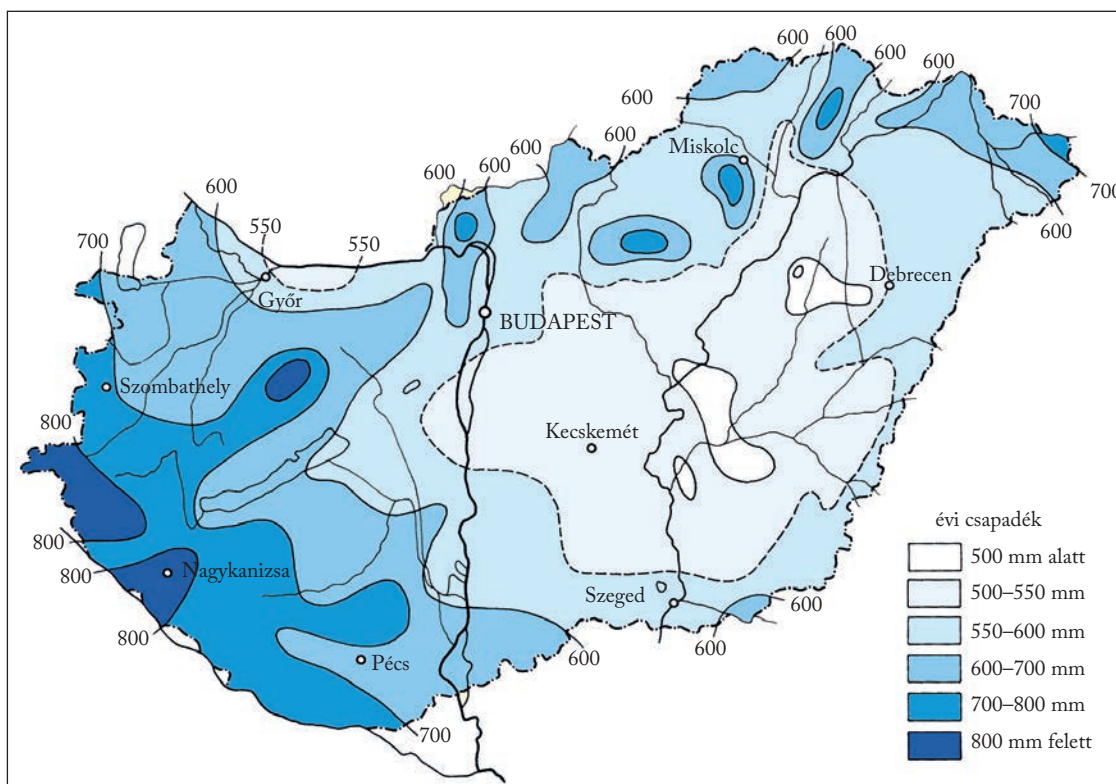 600
600
600
600
700
600
600
Miskolc
600
600
600
600
700
550
550
700
600
Debrecen
Győr
BUDAPEST
Szombathely
800
Kecskemét
800
800
Nagykanizsa
Szeged
600
800
600
600
Pécs
700
évi csapadék
500 mm alatt
500–550 mm
550–600 mm
600–700 mm
700–800 mm
800 mm felett